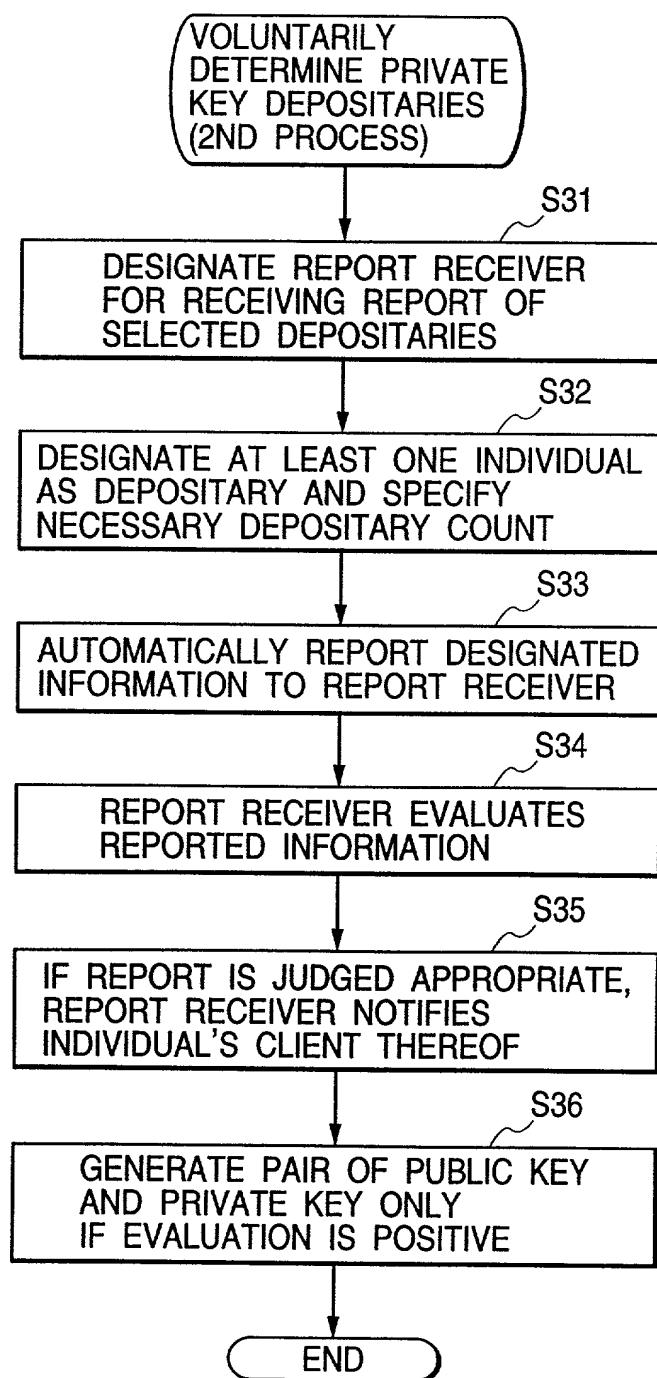 VOLUNTARILY
DETERMINE PRIVATE
KEY DEPOSITARIES
(2ND PROCESS)
S31
DESIGNATE REPORT RECEIVER
FOR RECEIVING REPORT OF
SELECTED DEPOSITARIES
S32
DESIGNATE AT LEAST ONE INDIVIDUAL
AS DEPOSITARY AND SPECIFY
NECESSARY DEPOSITARY COUNT
S33
AUTOMATICALLY REPORT DESIGNATED
INFORMATION TO REPORT RECEIVER
S34
REPORT RECEIVER EVALUATES
REPORTED INFORMATION
S35
IF REPORT IS JUDGED APPROPRIATE,
REPORT RECEIVER NOTIFIES
INDIVIDUAL'S CLIENT THEREOF
S36
GENERATE PAIR OF PUBLIC KEY
AND PRIVATE KEY ONLY
IF EVALUATION IS POSITIVE
END